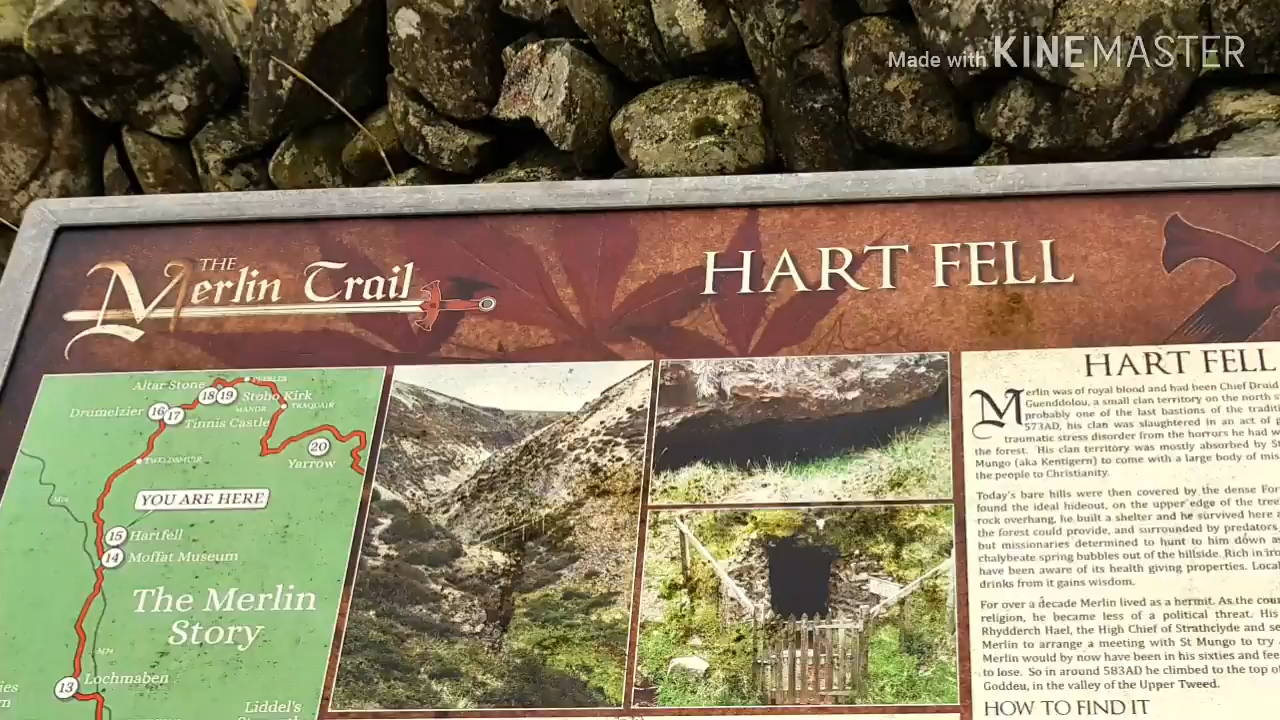 Made with KINEMASTER
THE
Merlin Trail
HART FELL
Altar Stone
PEEBLES
18 19 Stobo Kirk
MANOR
TRAQUAIR
Drumelzier 16
17 Tinnis Castle
20
Yarrow
TWEEDSMUIR
YOU ARE HERE
M74
15 Hartfell
14 Moffat Museum
The Merlin
Story
M74
13 Lochmaben
Liddel's
HART FELL
Merlin was of royal blood and had been Chief Druid
Guenddolou, a small clan territory on the north s
probably one of the last bastions of the traditi
573AD, his clan was slaughtered in an act of
traumatic stress disorder from the horrors he had w
the forest. His clan territory was mostly absorbed by St
Mungo (aka Kentigern) to come with a large body of mis
the people to Christianity.
Today's bare hills were then covered by the dense For
found the ideal hideout, on the upper edge of the tree
rock overhang, he built a shelter and he survived here a
the forest could provide, and surrounded by predators,
but missionaries determined to hunt to him down as
chalybeate spring bubbles out of the hillside. Rich in iro
have been aware of its health giving properties. Local
drinks from it gains wisdom.
For over a decade Merlin lived as a hermit. As the coun
religion, he became less of a political threat. His
Rhydderch Hael, the High Chief of Strathclyde and se
Merlin to arrange a meeting with St Mungo to try
Merlin would by now have been in his sixties and fee
to lose. So in around 583AD he climbed to the top of
Goddeu, in the valley of the Upper Tweed.
HOW TO FIND IT